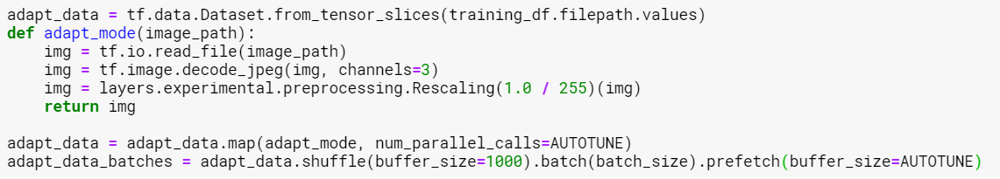 adapt_data = tf.data.Dataset.from_tensor_slices(training_df.filepath.values)
def adapt_mode(image_path):
    img = tf.io.read_file(image_path)
    img = tf.image.decode_jpeg(img, channels=3)
    img = layers.experimental.preprocessing.Rescaling(1.0 / 255)(img)
    return img

adapt_data = adapt_data.map(adapt_mode, num_parallel_calls=AUTOTUNE)
adapt_data_batches = adapt_data.shuffle(buffer_size=1000).batch(batch_size).prefetch(buffer_size=AUTOTUNE)